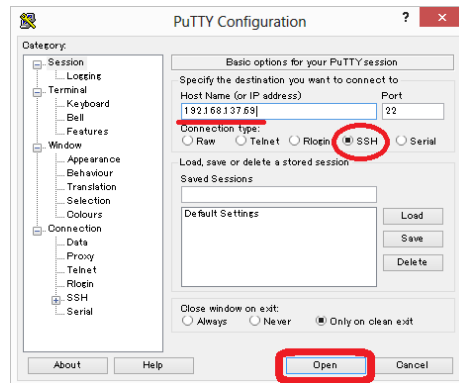 PuTTY Configuration
?
×
Category:
Session
Logging
Terminal
Keyboard
Bell
Features
Window
Appearance
Behaviour
Translation
Selection
Colours
Connection
Data
Proxy
Telnet
Rlogin
SSH
Serial
Basic options for your PuTTY session
Specify the destination you want to connect to
Host Name (or IP address) Port
192.168.137.69 22
Connection type:
Raw Telnet Rlogin SSH Serial
Load, save or delete a stored session
Saved Sessions
Default Settings
Load
Save
Delete
Close window on exit:
Always Never Only on clean exit
About Help Open Cancel